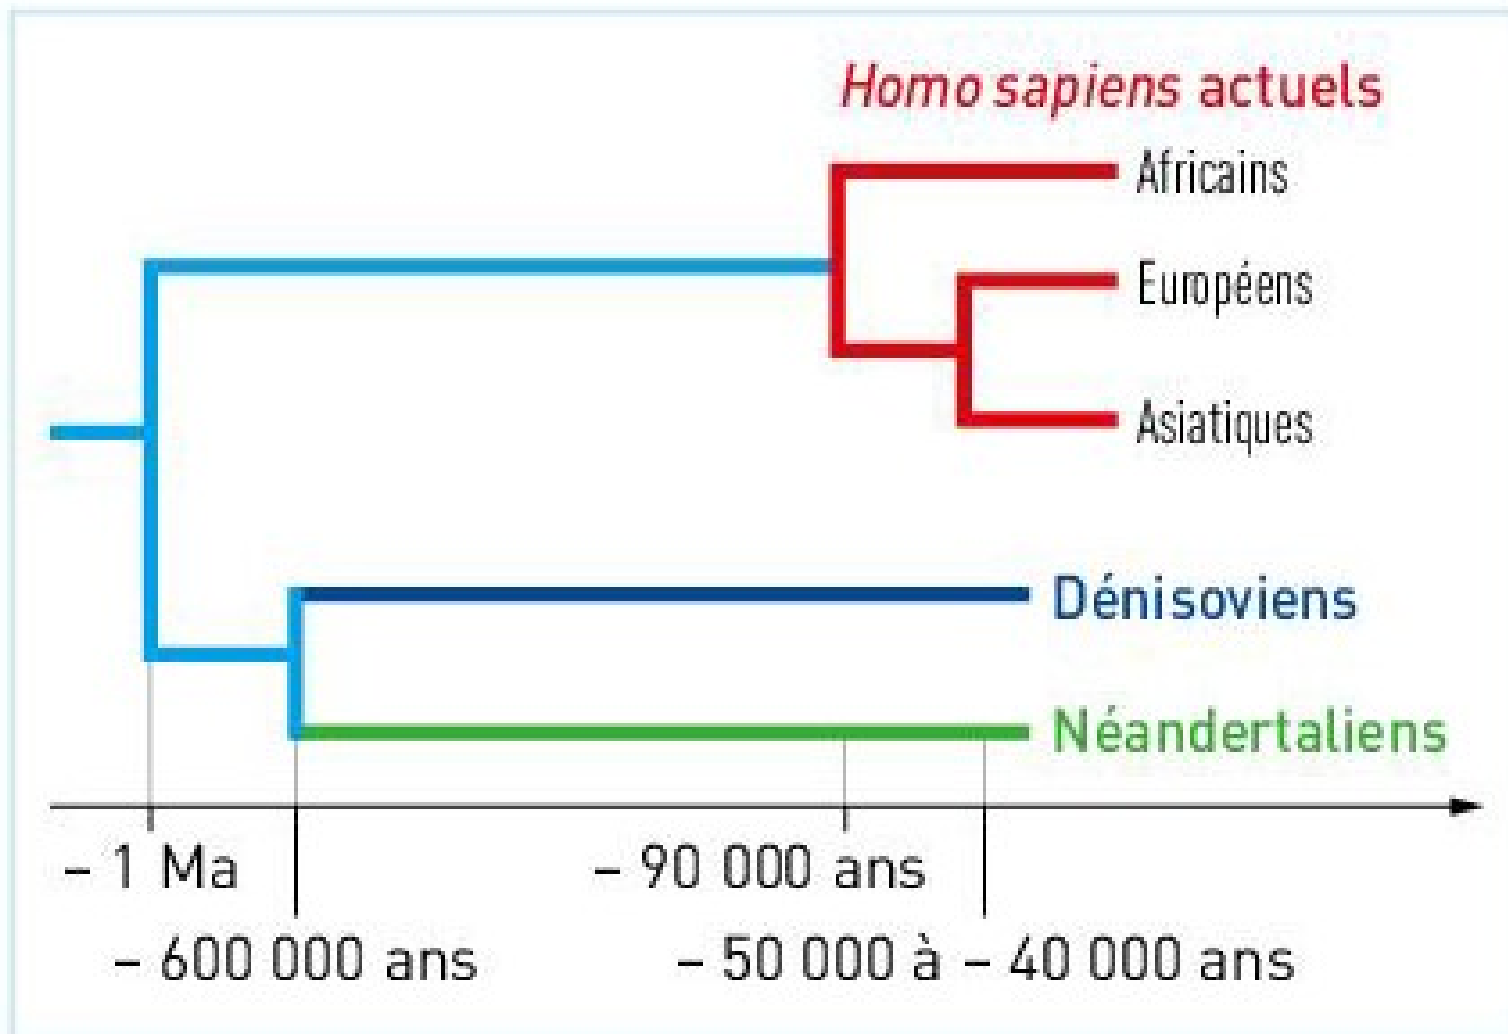 Homo sapiens actuels
Africains
Européens
Asiatiques
Dénisoviens
Néandertaliens
– 1 Ma
– 90 000 ans
– 600 000 ans
– 50 000 à – 40 000 ans